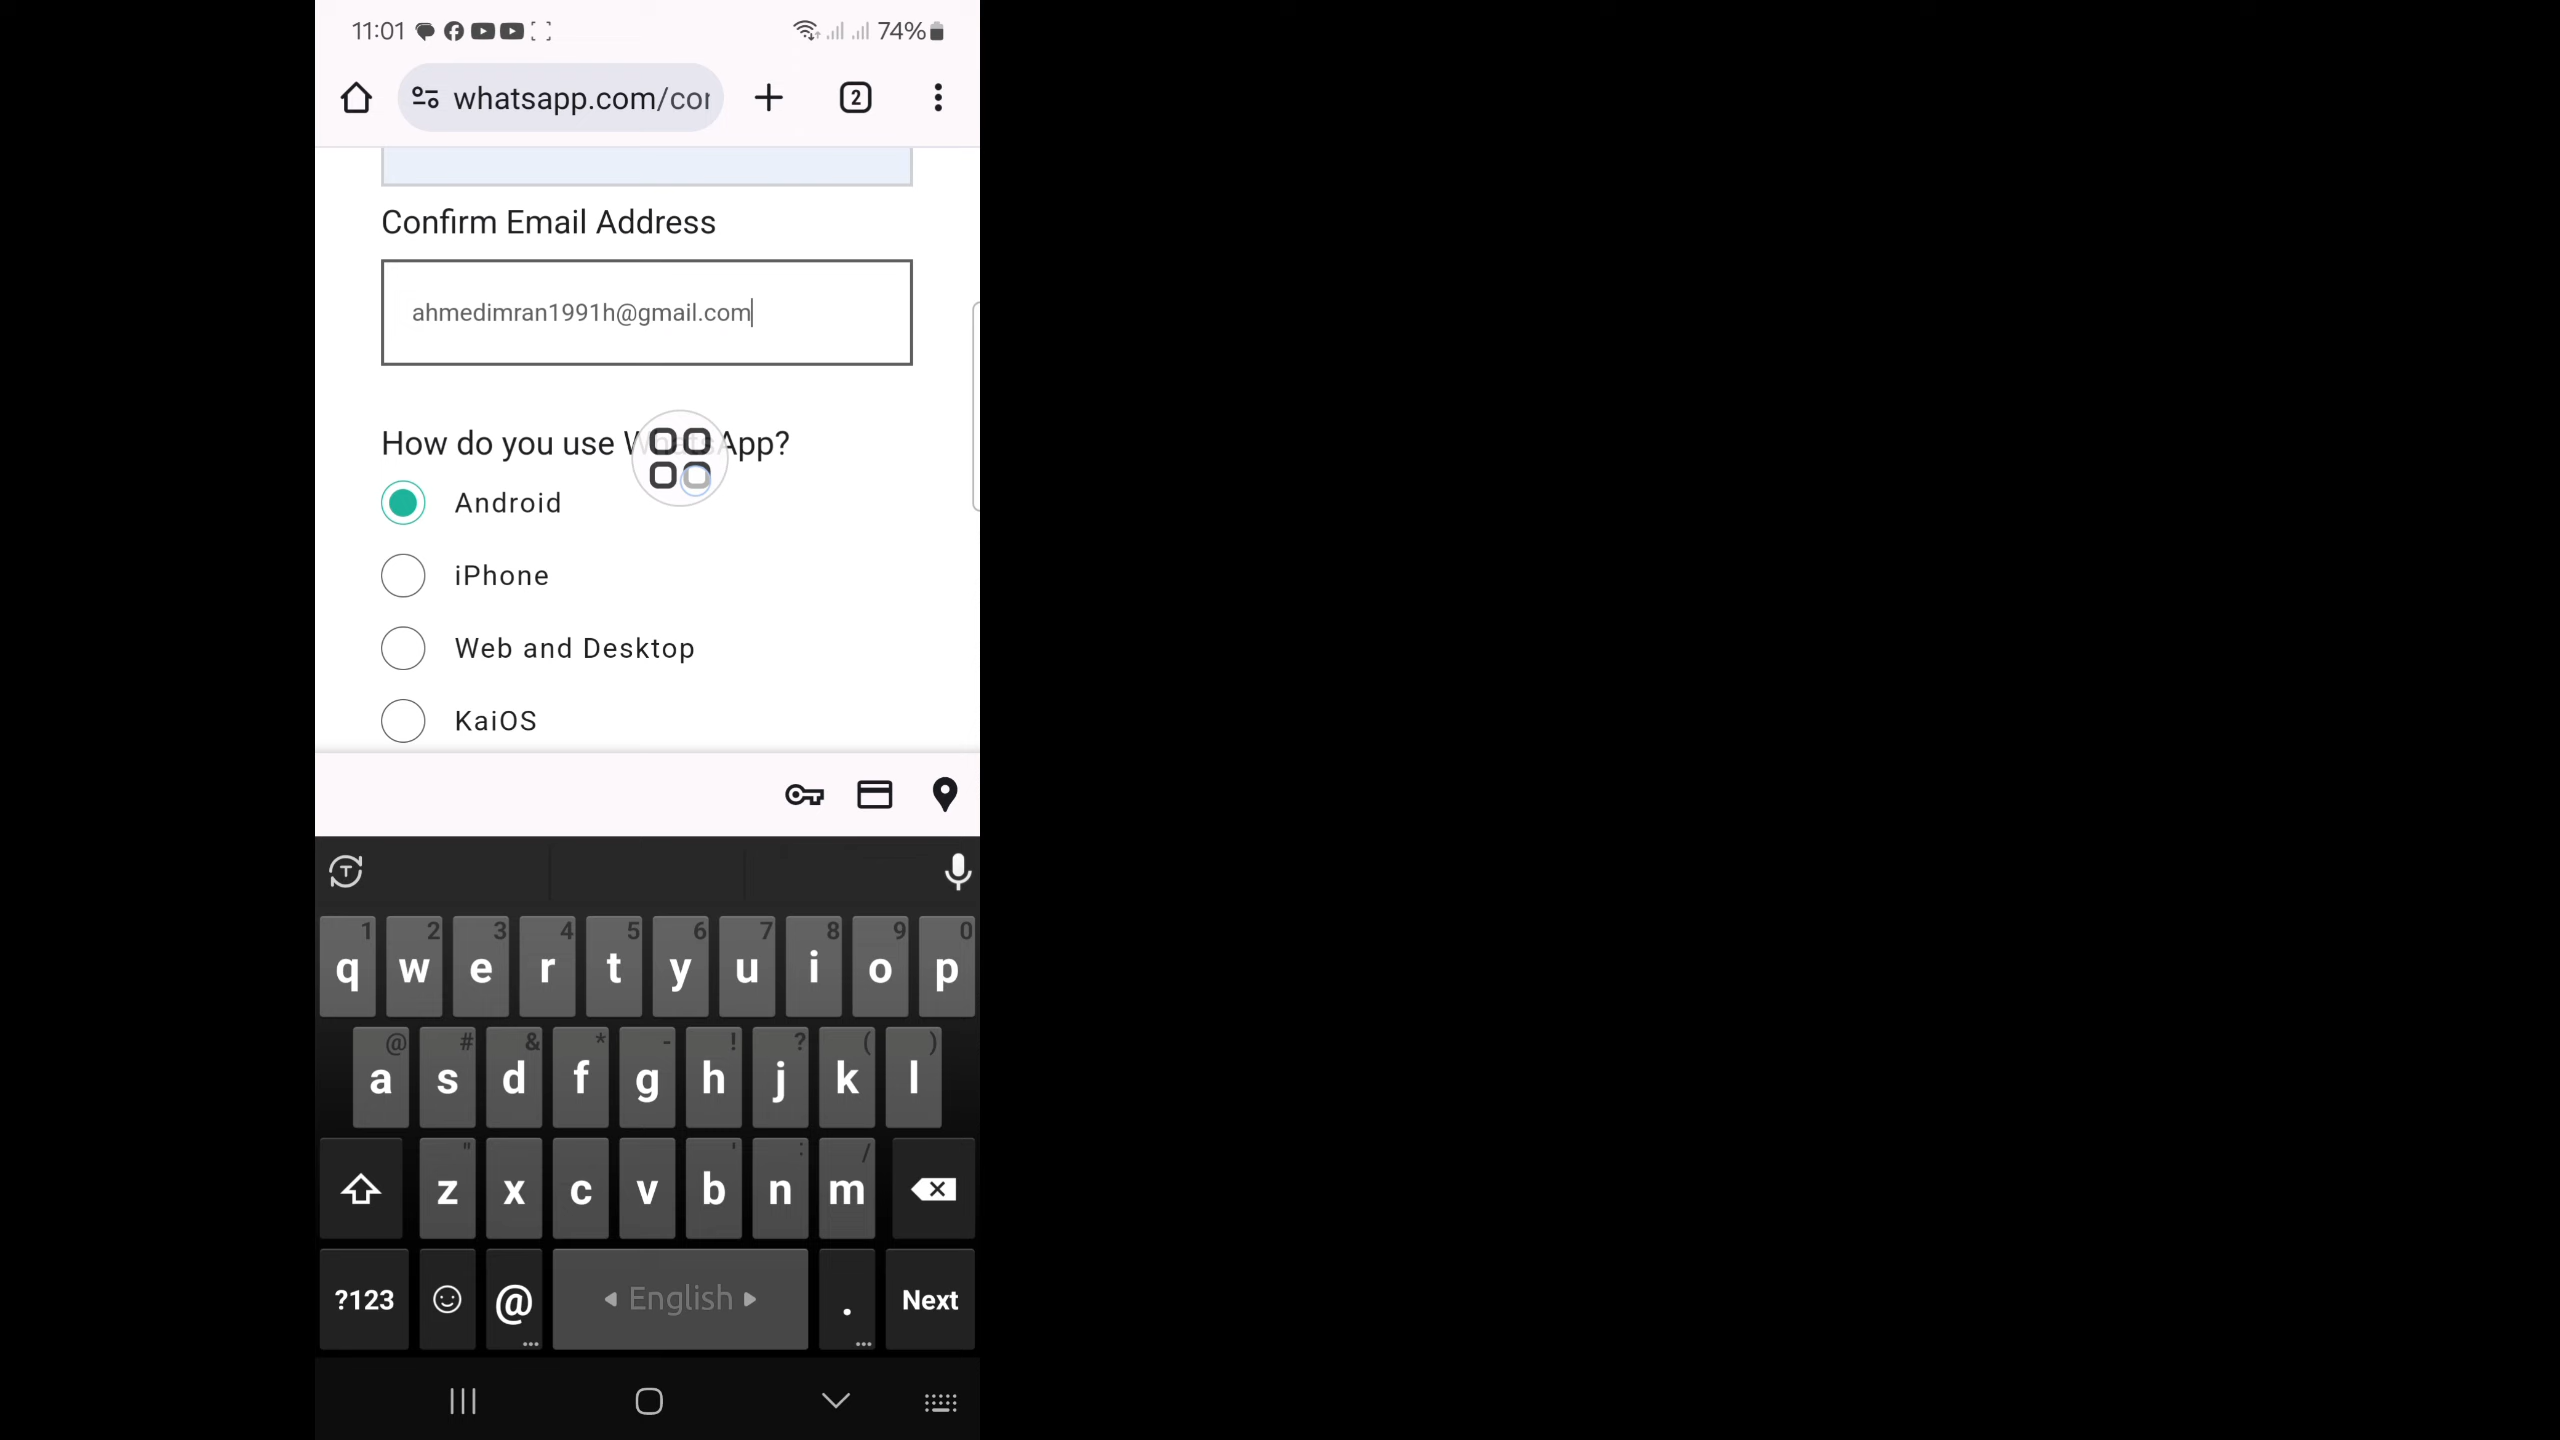 11:01 74%
whatsapp.com/cor 2
Confirm Email Address
ahmedimran1991h@gmail.com
How do you use WhatsApp?
Android
iPhone
Web and Desktop
KaiOS
T
1 2 3 4 5 6 7 8 9 0
q w e r t y u i o p
@ # & * - ! ? ( )
a s d f g h j k l
" ' : /
z x c v b n m
?123 @ English . Next